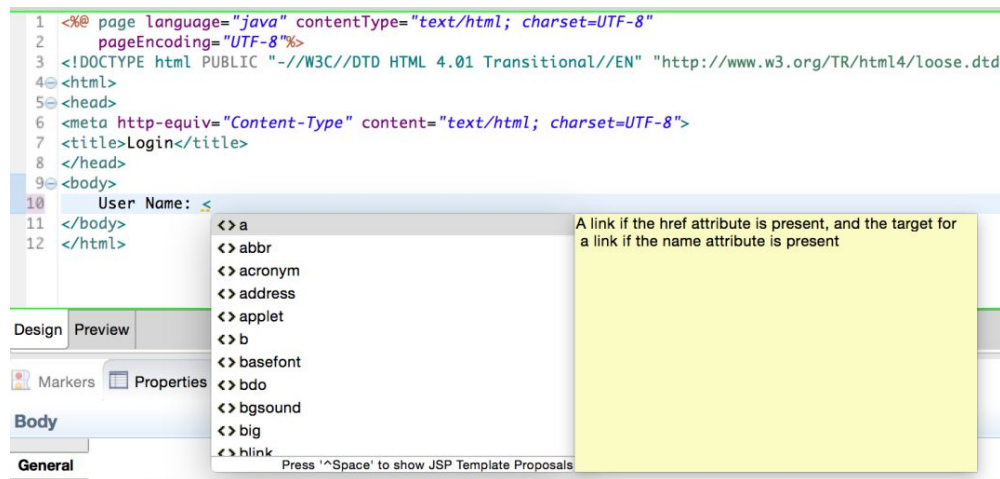 1 <%@ page language="java" contentType="text/html; charset=UTF-8"
2 pageEncoding="UTF-8"%>
3 <!DOCTYPE html PUBLIC "-//W3C//DTD HTML 4.01 Transitional//EN" "http://www.w3.org/TR/html4/loose.dtd
4 <html>
5 <head>
6 <meta http-equiv="Content-Type" content="text/html; charset=UTF-8">
7 <title>Login</title>
8 </head>
9 <body>
10 User Name: <
11 </body>
12 </html>
<> a
<> abbr
<> acronym
<> address
<> applet
<> b
<> basefont
<> bdo
<> bgsound
<> big
<> blink
Press '^Space' to show JSP Template Proposals
A link if the href attribute is present, and the target for
a link if the name attribute is present
Design Preview
Markers Properties
Body
General